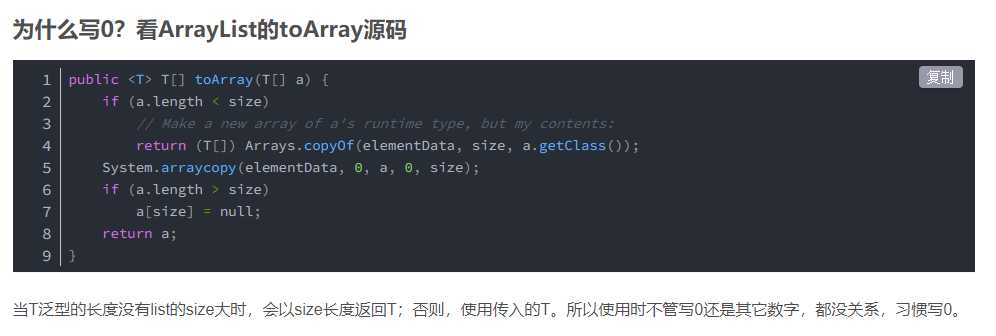 为什么写0？看ArrayList的toArray源码
复制
1 public <T> T[] toArray(T[] a) {
2     if (a.length < size)
3         // Make a new array of a's runtime type, but my contents:
4         return (T[]) Arrays.copyOf(elementData, size, a.getClass());
5     System.arraycopy(elementData, 0, a, 0, size);
6     if (a.length > size)
7         a[size] = null;
8     return a;
9 }
当T泛型的长度没有list的size大时，会以size长度返回T；否则，使用传入的T。所以使用时不管写0还是其它数字，都没关系，习惯写0。